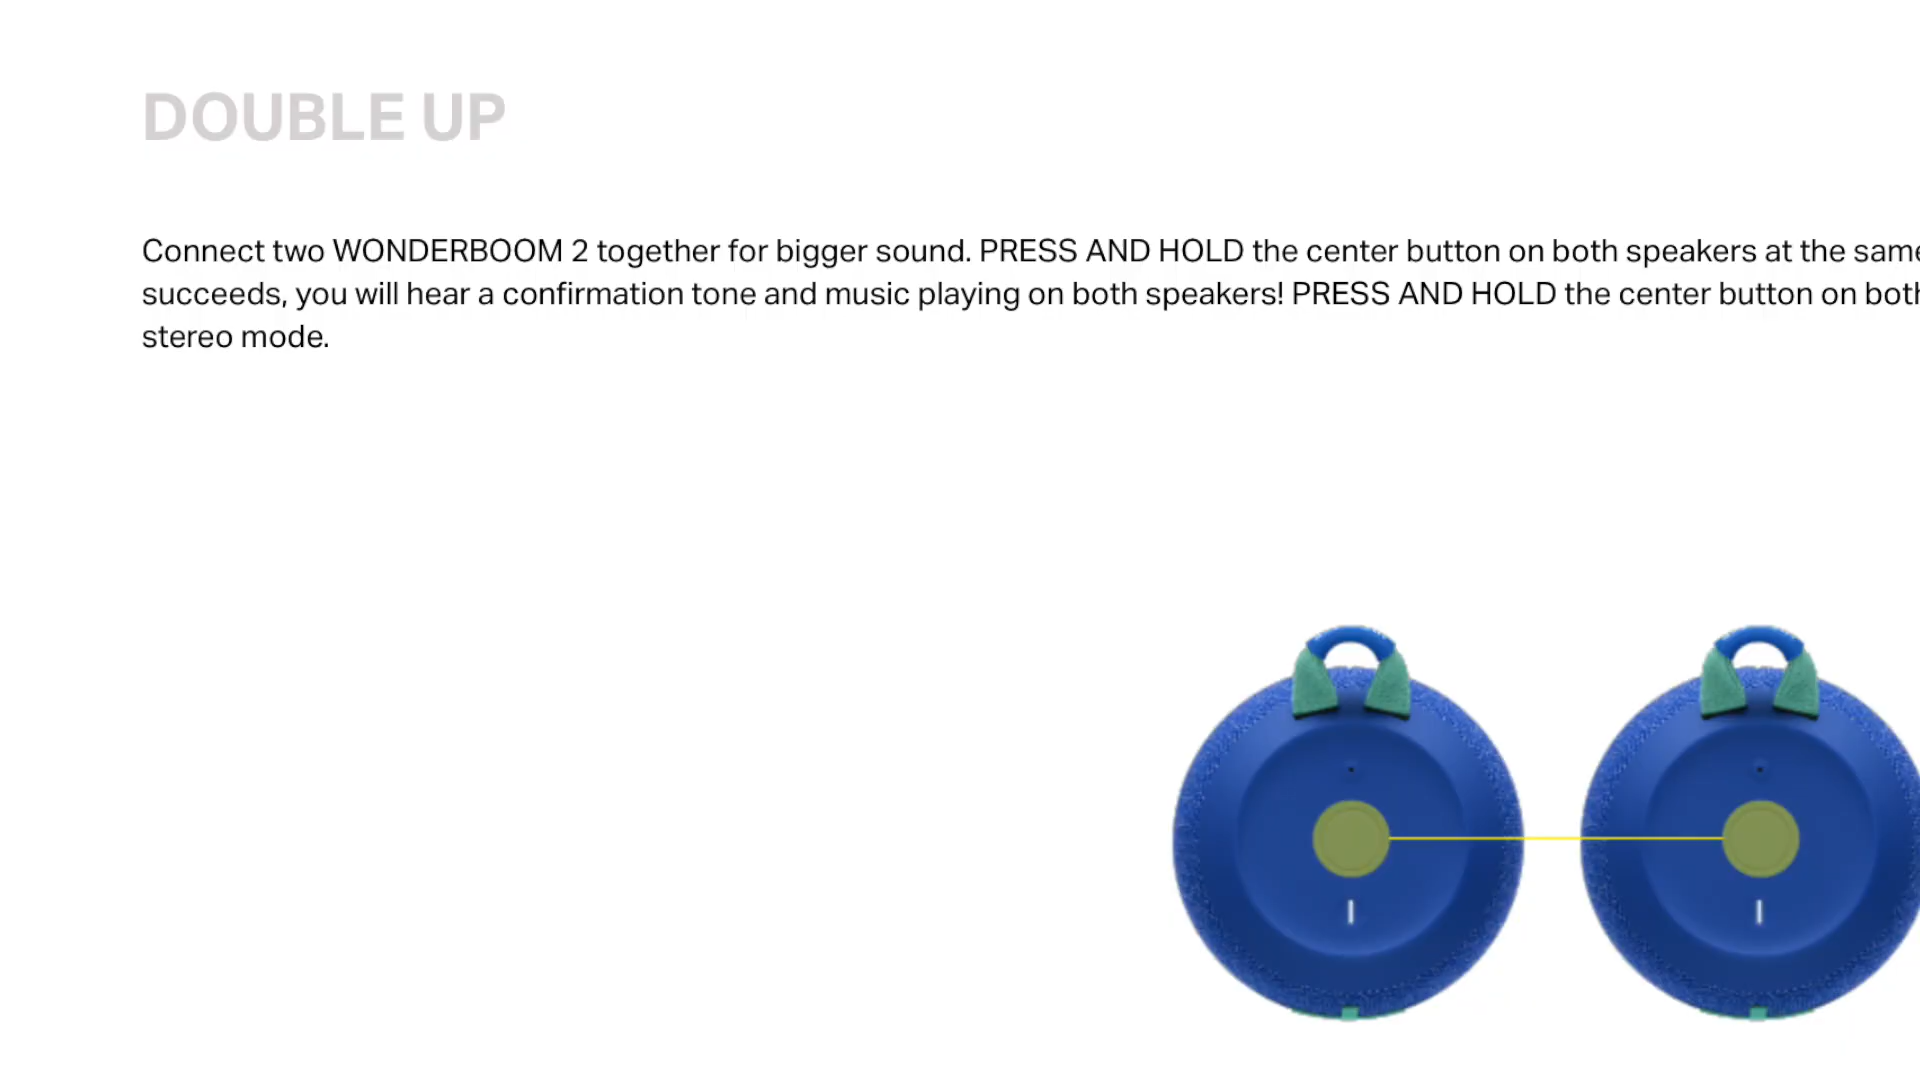 DOUBLE UP
Connect two WONDERBOOM 2 together for bigger sound. PRESS AND HOLD the center button on both speakers at the same
succeeds, you will hear a confirmation tone and music playing on both speakers! PRESS AND HOLD the center button on both
stereo mode.